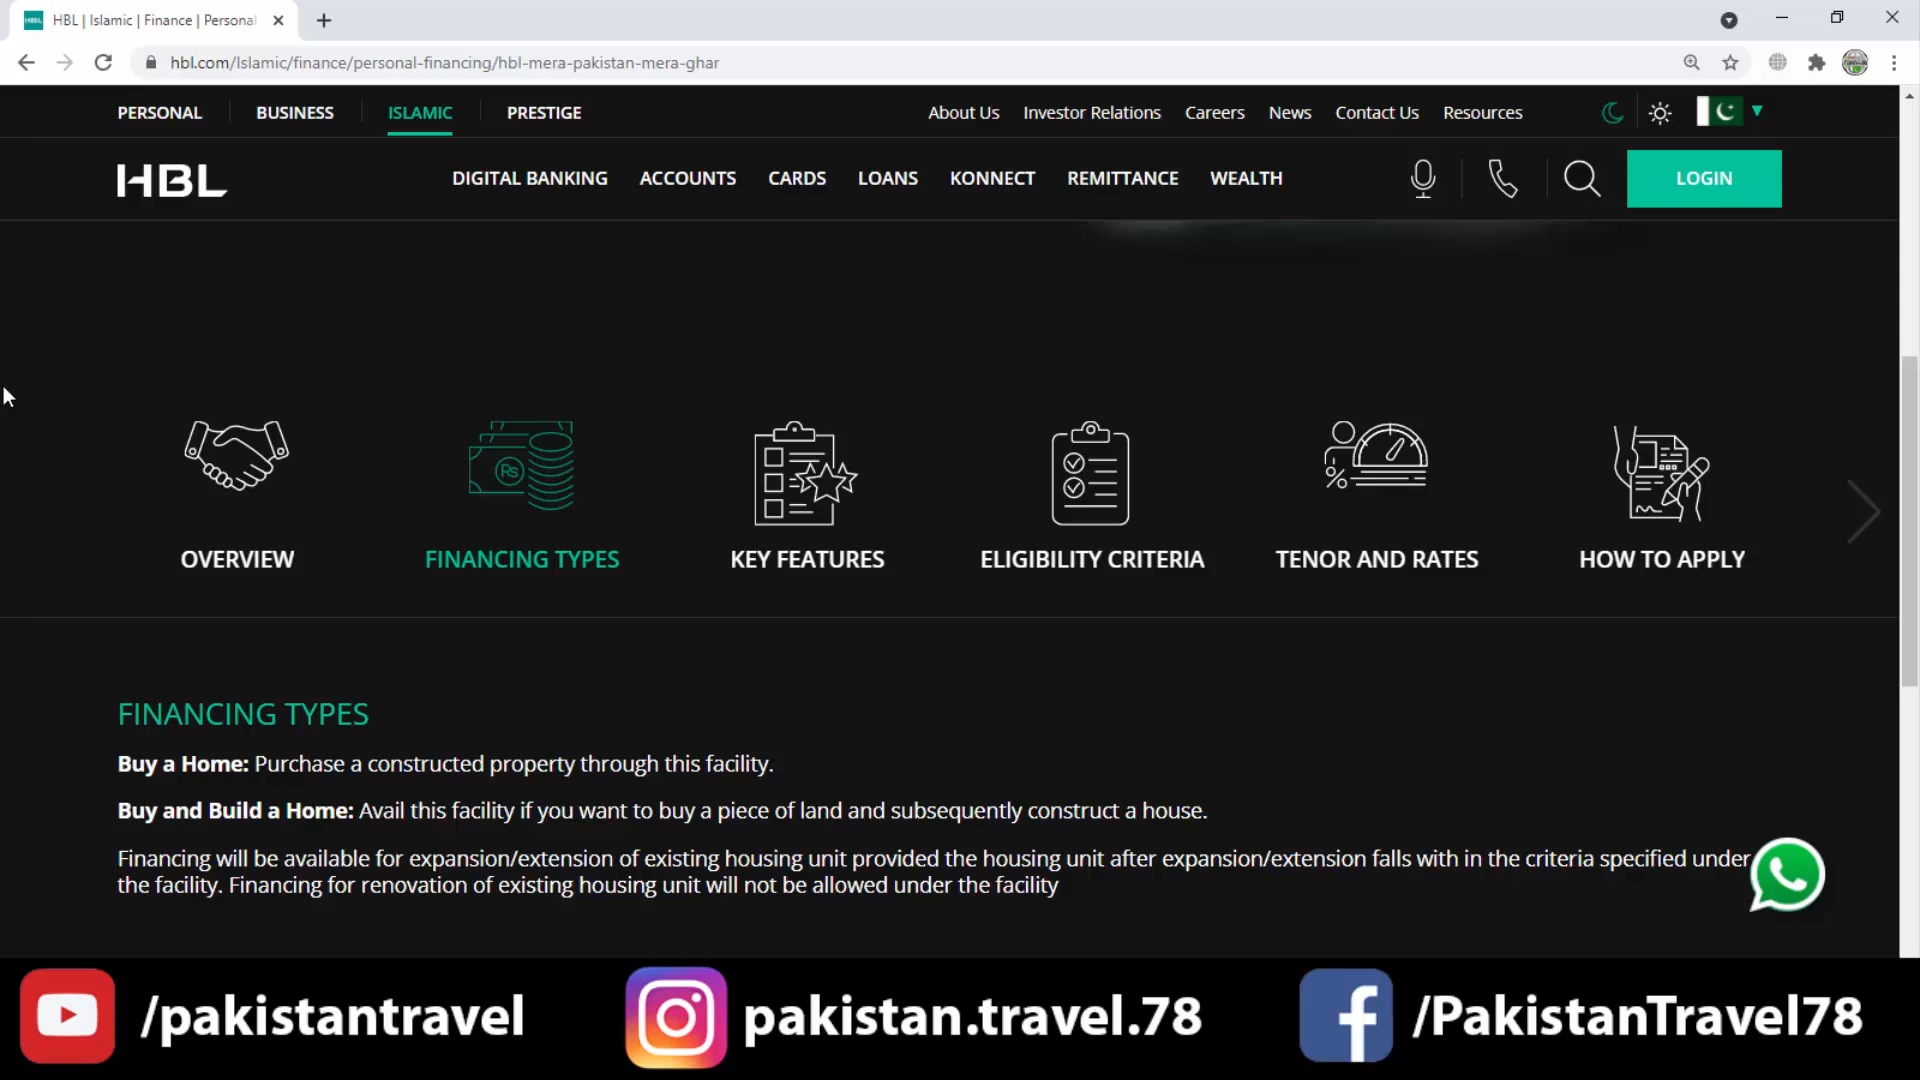 HBL | Islamic | Finance | Persona
hbl.com/Islamic/finance/personal-financing/hbl-mera-pakistan-mera-ghar
PERSONAL BUSINESS ISLAMIC PRESTIGE About Us Investor Relations Careers News Contact Us Resources
HBL DIGITAL BANKING ACCOUNTS CARDS LOANS KONNECT REMITTANCE WEALTH LOGIN
Rs
OVERVIEW FINANCING TYPES KEY FEATURES ELIGIBILITY CRITERIA TENOR AND RATES HOW TO APPLY
FINANCING TYPES
Buy a Home: Purchase a constructed property through this facility.
Buy and Build a Home: Avail this facility if you want to buy a piece of land and subsequently construct a house.
Financing will be available for expansion/extension of existing housing unit provided the housing unit after expansion/extension falls with in the criteria specified under
the facility. Financing for renovation of existing housing unit will not be allowed under the facility
/pakistantravel pakistan.travel.78 /PakistanTravel78